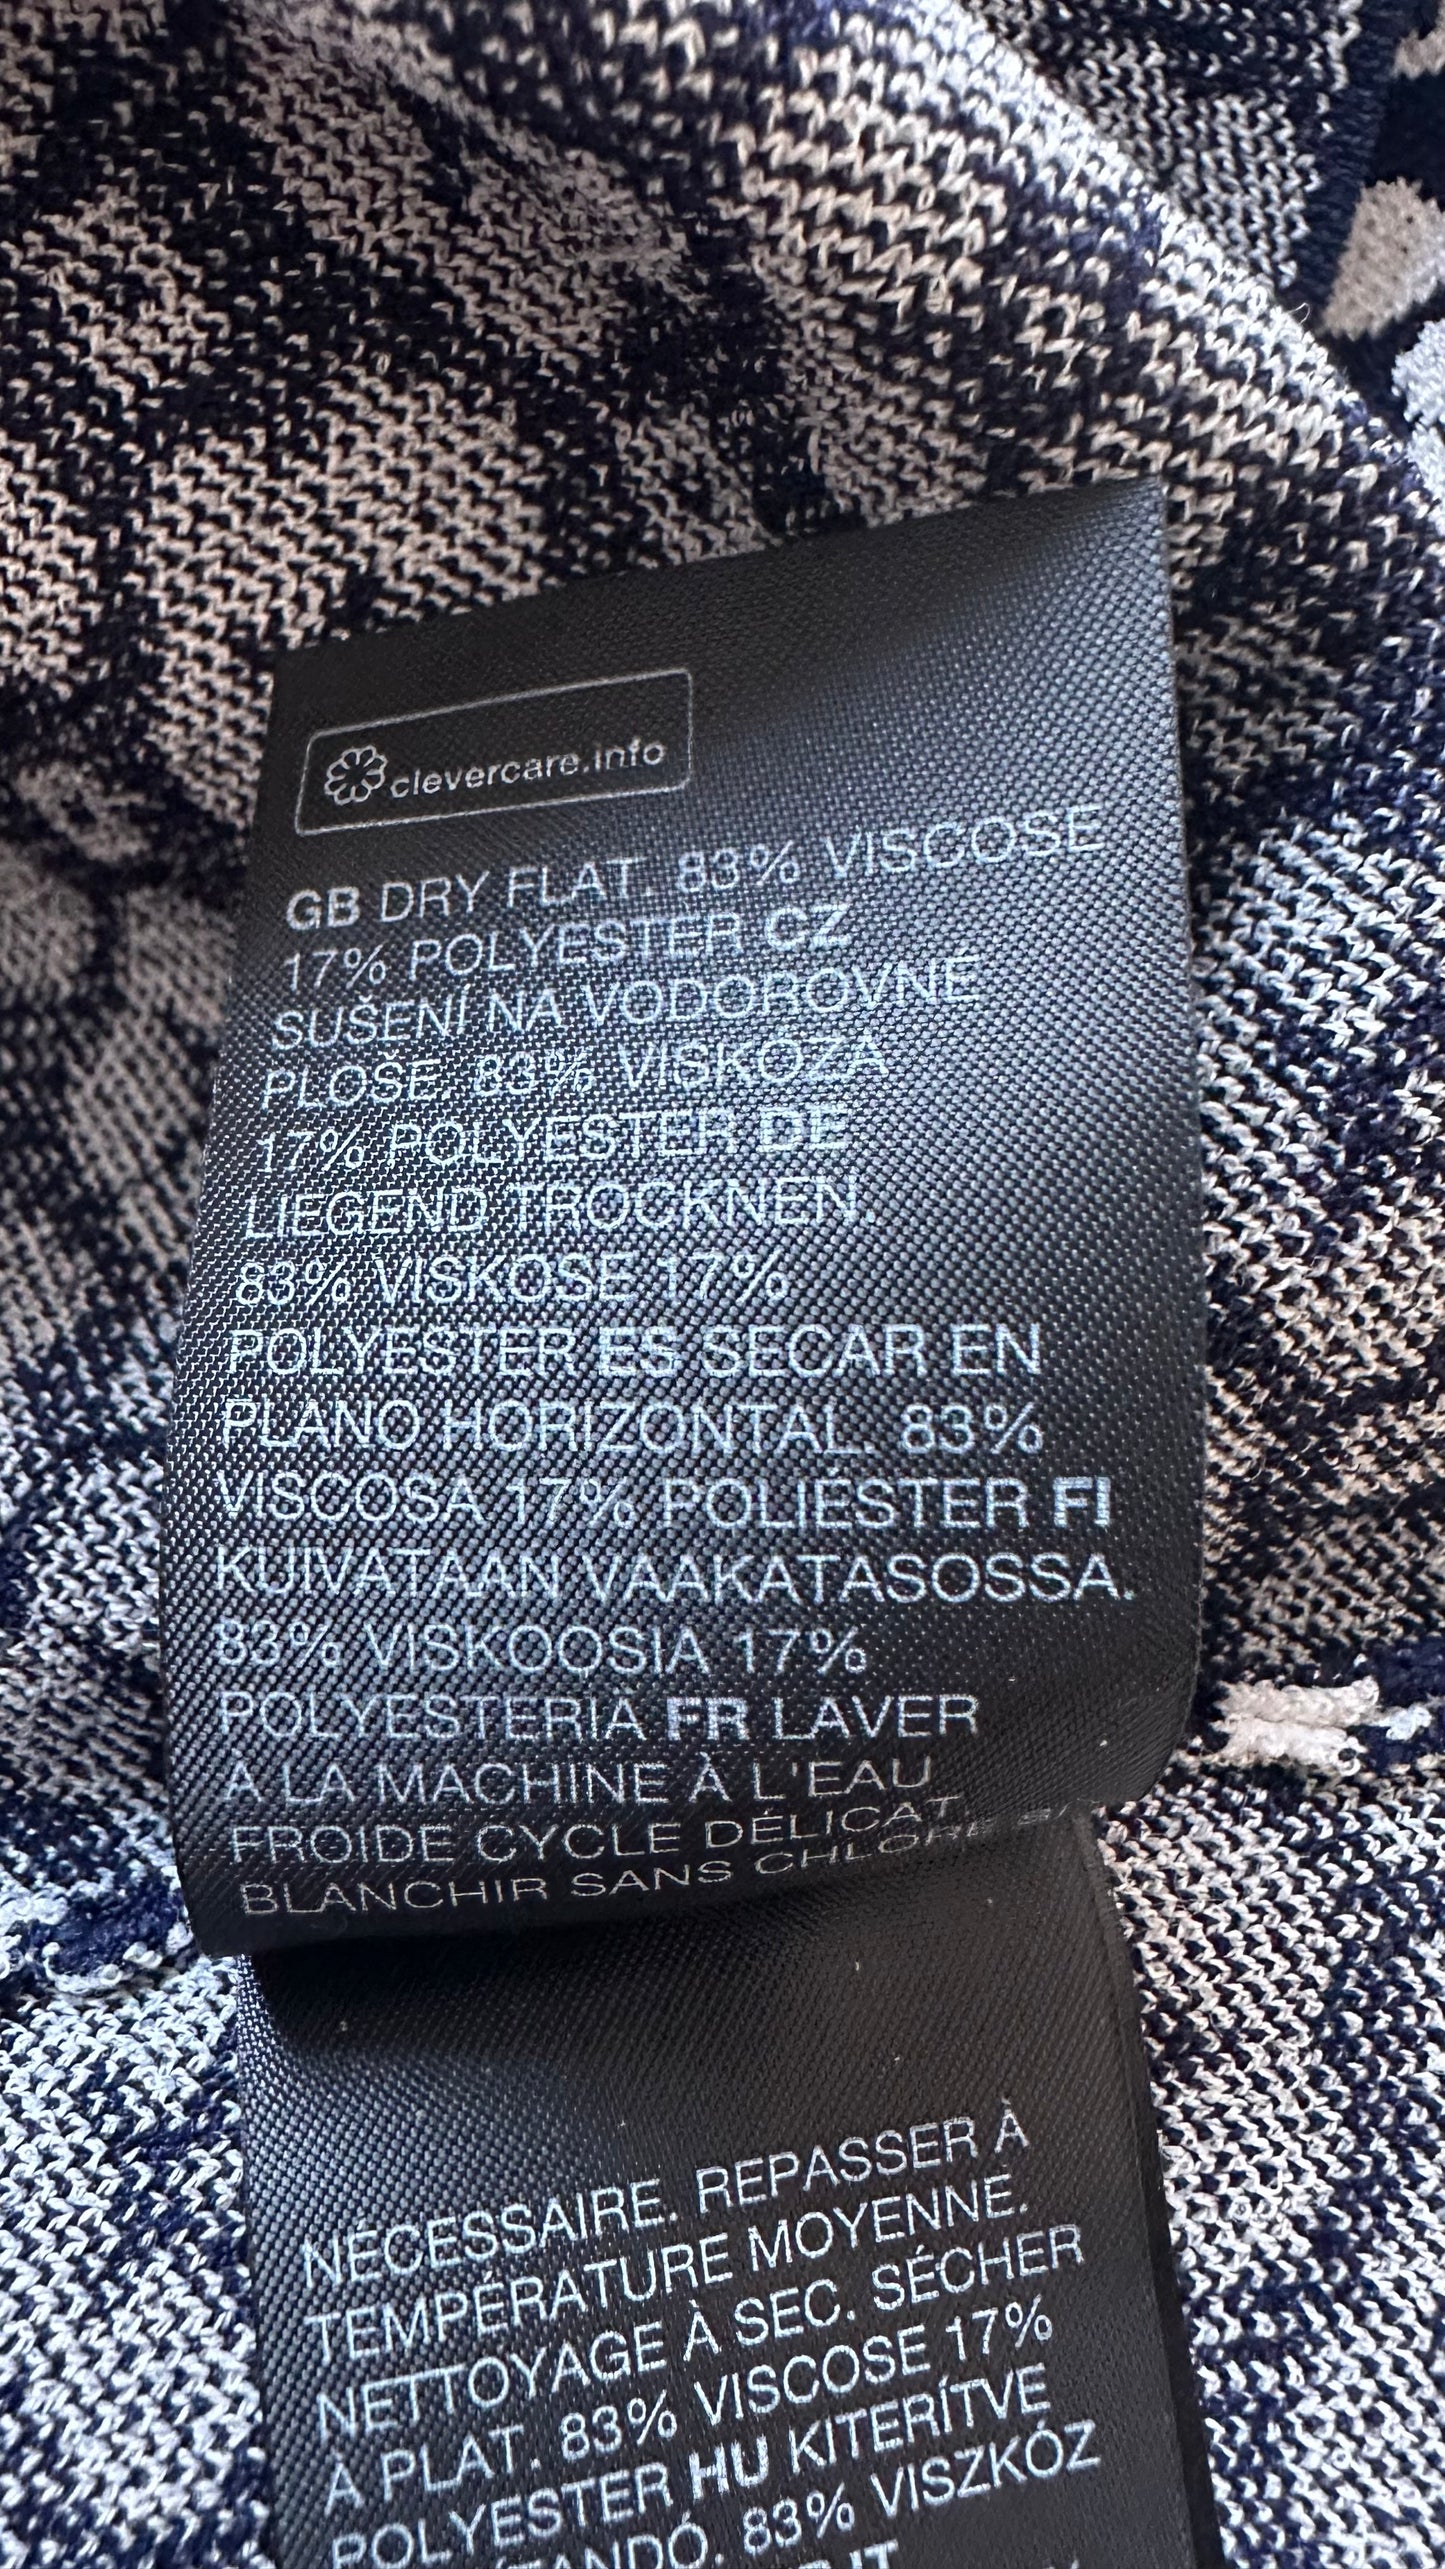 clevercare.info
GB DRY FLAT. 83% VISCOSE
17% POLYESTER CZ
SUŠENÍ NA VODOROVNÉ
PLOŠE. 83% VISKÓZA
17% POLYESTER DE
LIEGEND TROCKNEN.
83% VISKOSE 17%
POLYESTER ES SECAR EN
PLANO HORIZONTAL. 83%
VISCOSA 17% POLIÉSTER FI
KUIVATAAN VAAKATASOSSA.
83% VISKOOSIA 17%
POLYESTERIA FR LAVER
À LA MACHINE À L'EAU
FROIDE CYCLE DÉLICAT.
BLANCHIR SANS CHLORE
NÉCESSAIRE. REPASSER À
TEMPÉRATURE MOYENNE.
NETTOYAGE À SEC. SÉCHER
À PLAT. 83% VISCOSE 17%
POLYESTER HU KITERÍTVE
83% VISZKÓZ
IT